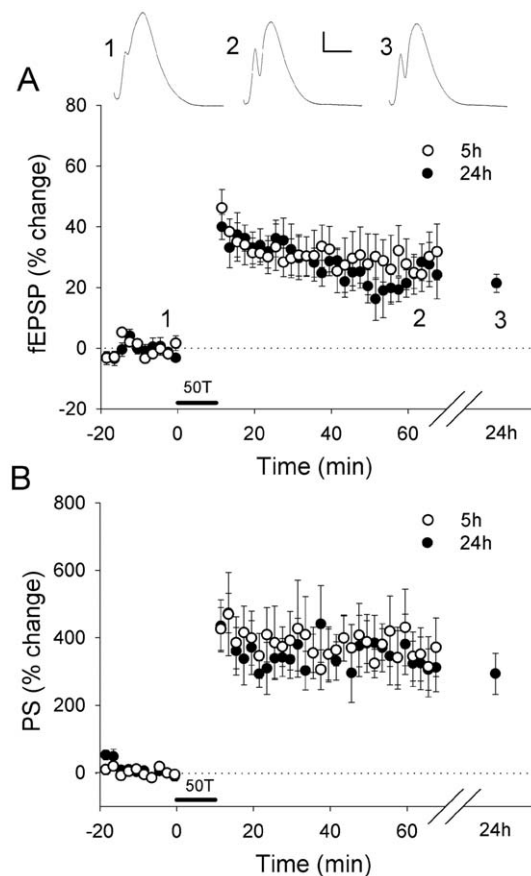 1 2 3
A
80
60
40
20
0
-20
fEPSP (% change)
5h
24h
1 2 3
50T
-20 0 20 40 60 24h
Time (min)
B
800
600
400
200
0
PS (% change)
5h
24h
50T
-20 0 20 40 60 24h
Time (min)